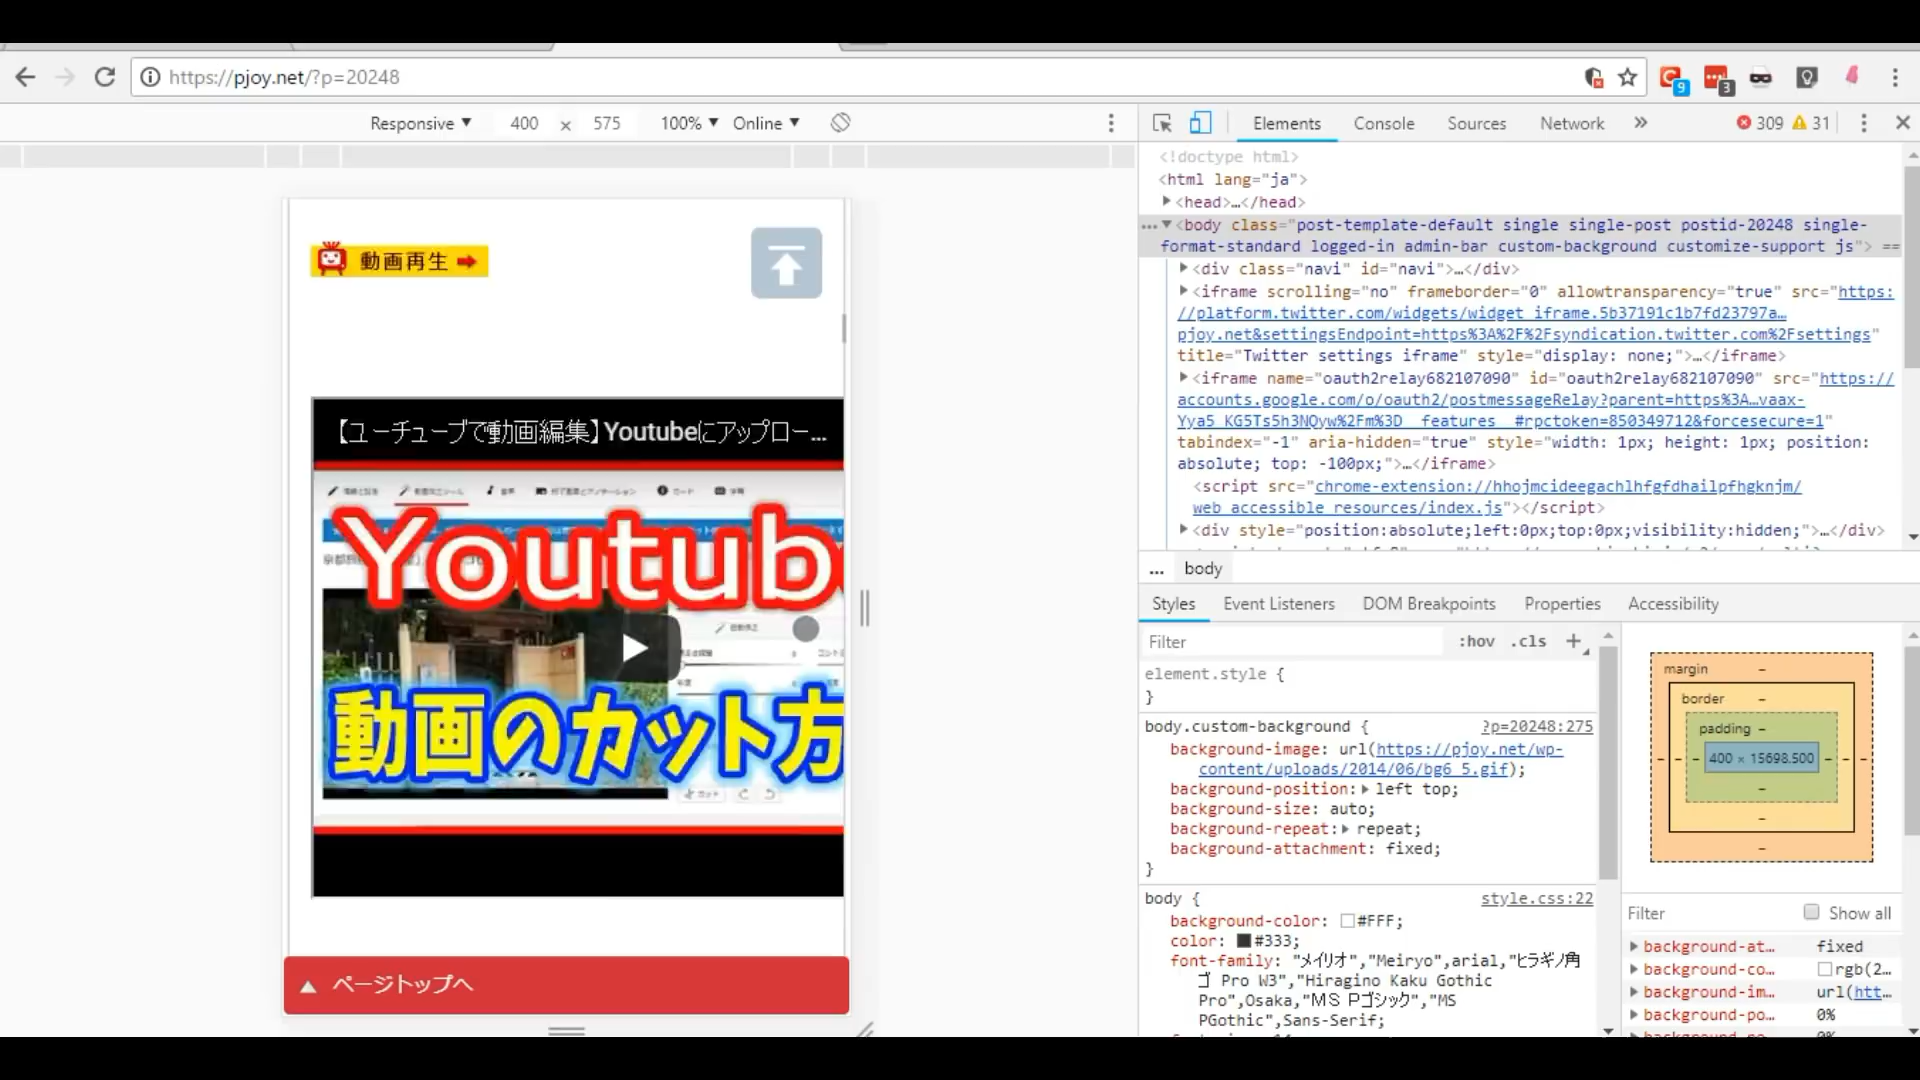 https://pjoy.net/?p=20248
9
3
Responsive ▼ 400 x 575 100% ▼ Online ▼
Elements Console Sources Network » 309 31
動画再生
【ユーチューブで動画編集】Youtubeにアップロー...
Youtub
動画のカット方
カット
ページトップへ
<!doctype html>
<html lang="ja">
<head>…</head>
<body class="post-template-default single single-post postid-20248 single-
format-standard logged-in admin-bar custom-background customize-support js"> ==
<div class="navi" id="navi">…</div>
<iframe scrolling="no" frameborder="0" allowtransparency="true" src="https:
//platform.twitter.com/widgets/widget_iframe.5b37191c1b7fd23797a…
pjoy.net&settingsEndpoint=https%3A%2F%2Fsyndication.twitter.com%2Fsettings"
title="Twitter settings iframe" style="display: none;">…</iframe>
<iframe name="oauth2relay682107090" id="oauth2relay682107090" src="https://
accounts.google.com/o/oauth2/postmessageRelay?parent=https%3A…vaax-
Yya5_KG5Ts5h3NQyw%2Fm%3D__features__#rpctoken=850349712&forcesecure=1"
tabindex="-1" aria-hidden="true" style="width: 1px; height: 1px; position:
absolute; top: -100px;">…</iframe>
<script src="chrome-extension://hhojmcideegachlhfgfdhailpfhgknjm/
web_accessible_resources/index.js"></script>
<div style="position:absolute;left:0px;top:0px;visibility:hidden;">…</div>
... body
Styles Event Listeners DOM Breakpoints Properties Accessibility
Filter :hov .cls +
element.style {
}
body.custom-background { ?p=20248:275
background-image: url(https://pjoy.net/wp-
content/uploads/2014/06/bg6_5.gif);
background-position: left top;
background-size: auto;
background-repeat: repeat;
background-attachment: fixed;
}
body { style.css:22
background-color: #FFF;
color: #333;
font-family: "メイリオ","Meiryo",arial,"ヒラギノ角
ゴ Pro W3","Hiragino Kaku Gothic
Pro",Osaka,"ＭＳ Ｐゴシック","MS
PGothic",Sans-Serif;
margin –
border –
padding –
400 × 15698.500
Filter Show all
background-at… fixed
background-co… rgb(2…
background-im… url(htt…
background-po… 0%